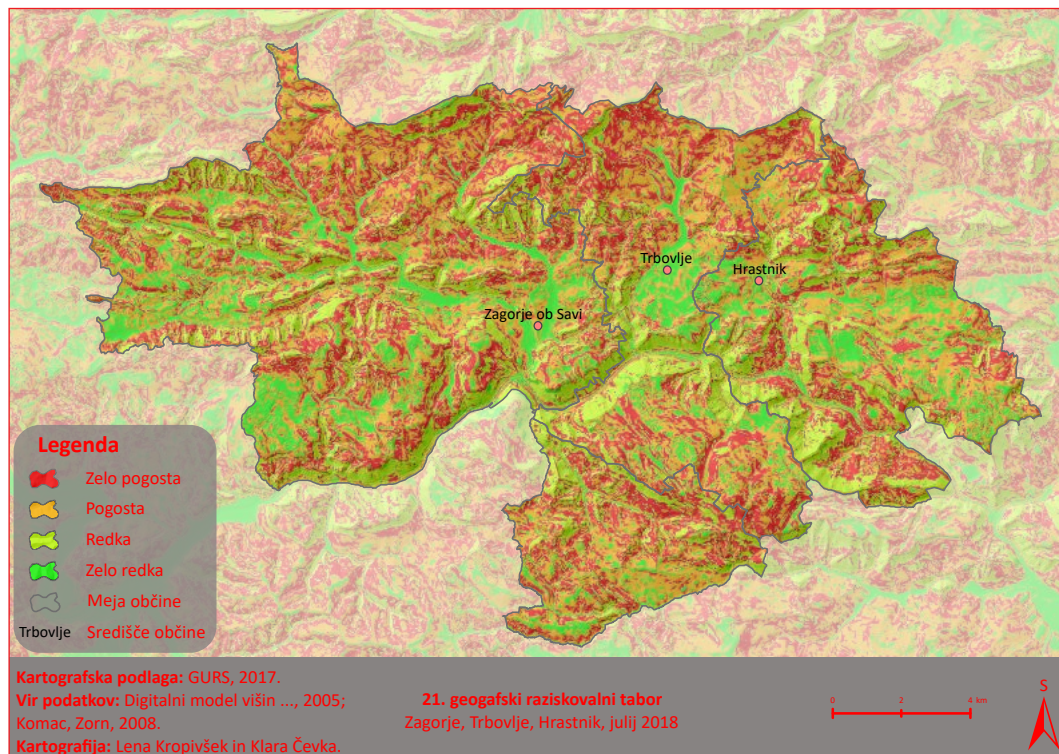 Trbovlje
Hrastnik
Zagorje ob Savi
Legenda
Zelo pogosta
Pogosta
Redka
Zelo redka
Meja občine
Trbovlje Središče občine
Kartografska podlaga: GURS, 2017.
Vir podatkov: Digitalni model višin ..., 2005;
Komac, Zorn, 2008.
Kartografija: Lena Kropivšek in Klara Čevka.
21. geogafski raziskovalni tabor
Zagorje, Trbovlje, Hrastnik, julij 2018
0 2 4 km
S